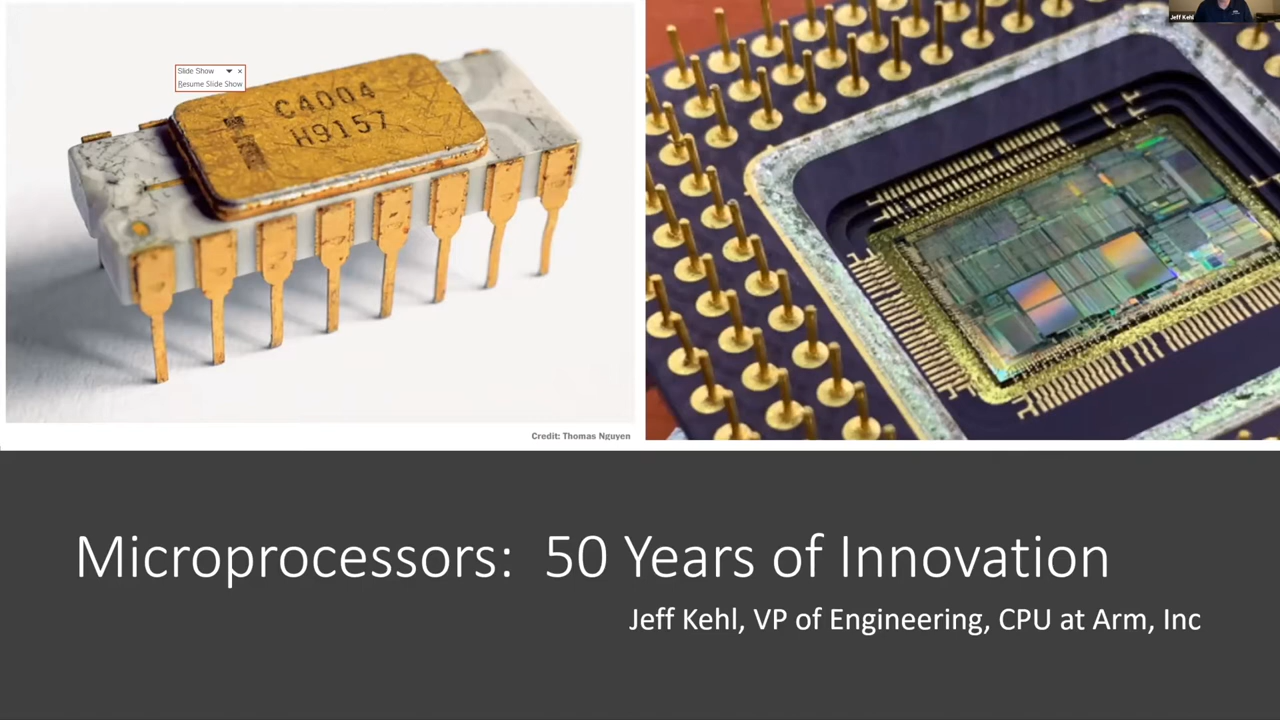 Jeff Kehl
Slide Show
Resume Slide Show
C4004
H9157
Credit: Thomas Nguyen
Microprocessors: 50 Years of Innovation
Jeff Kehl, VP of Engineering, CPU at Arm, Inc